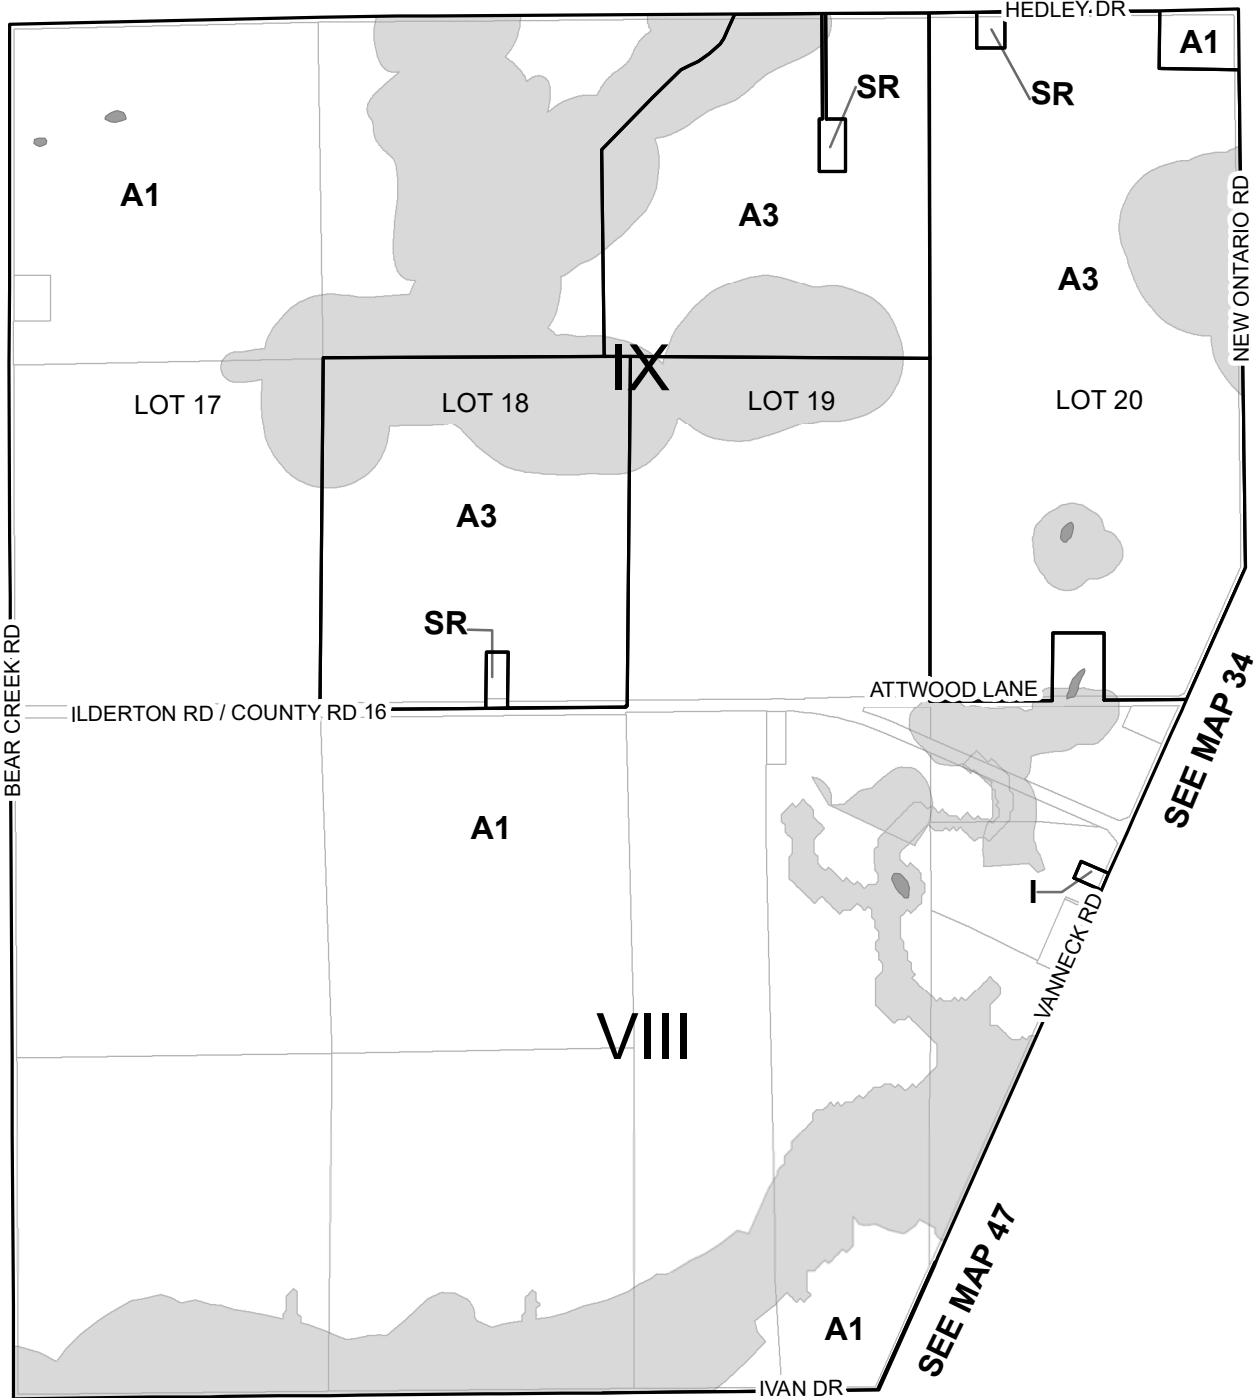 HEDLEY DR
A1
SR
SR
A1
A3
A3
NEW ONTARIO RD
IX
LOT 17
LOT 18
LOT 19
LOT 20
A3
SR
BEAR CREEK RD
ILDERTON RD / COUNTY RD 16
ATTWOOD LANE
SEE MAP 34
A1
I
VANNECK RD
VIII
SEE MAP 47
A1
IVAN DR